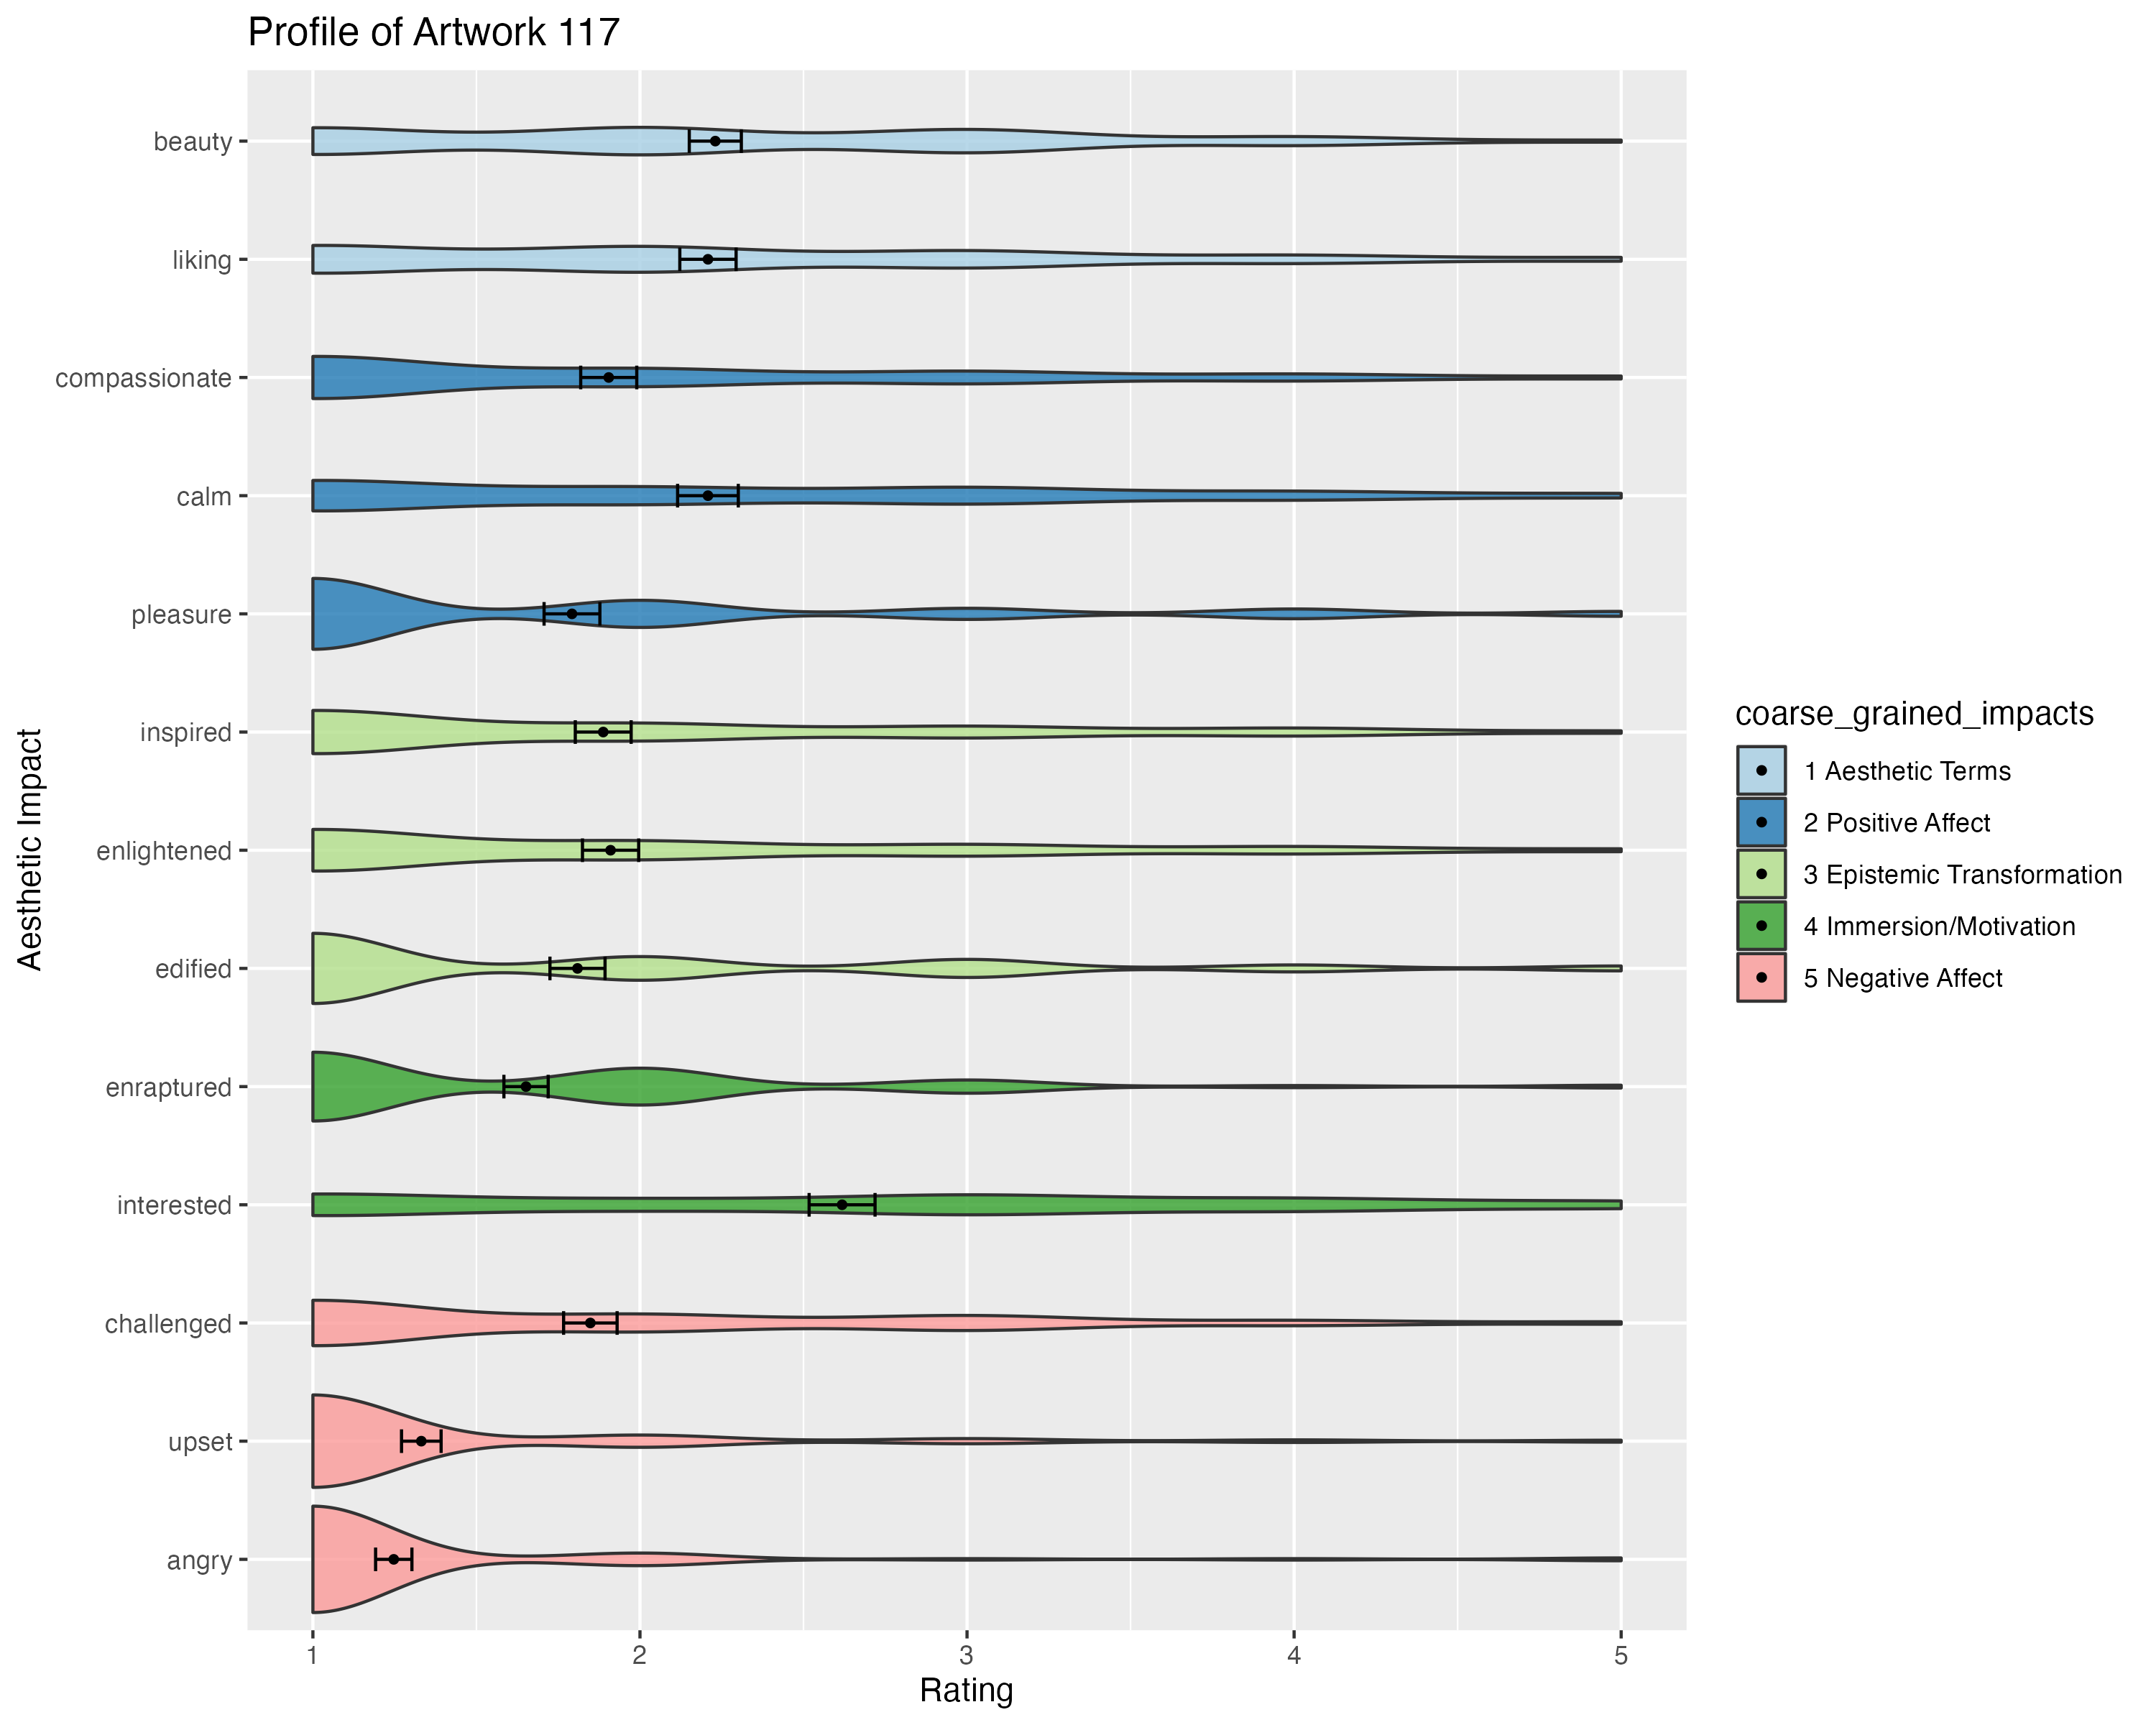 Profile of Artwork 117
beauty
liking
compassionate
calm
pleasure
inspired
enlightened
edified
enraptured
interested
challenged
upset
angry
Aesthetic Impact
1 2 3 4 5
Rating
coarse_grained_impacts
1 Aesthetic Terms
2 Positive Affect
3 Epistemic Transformation
4 Immersion/Motivation
5 Negative Affect